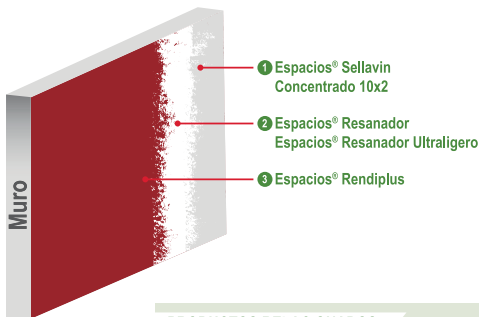 1 Espacios® Sellavin
Concentrado 10x2
2 Espacios® Resanador
Espacios® Resanador Ultraligero
3 Espacios® Rendiplus
Muro